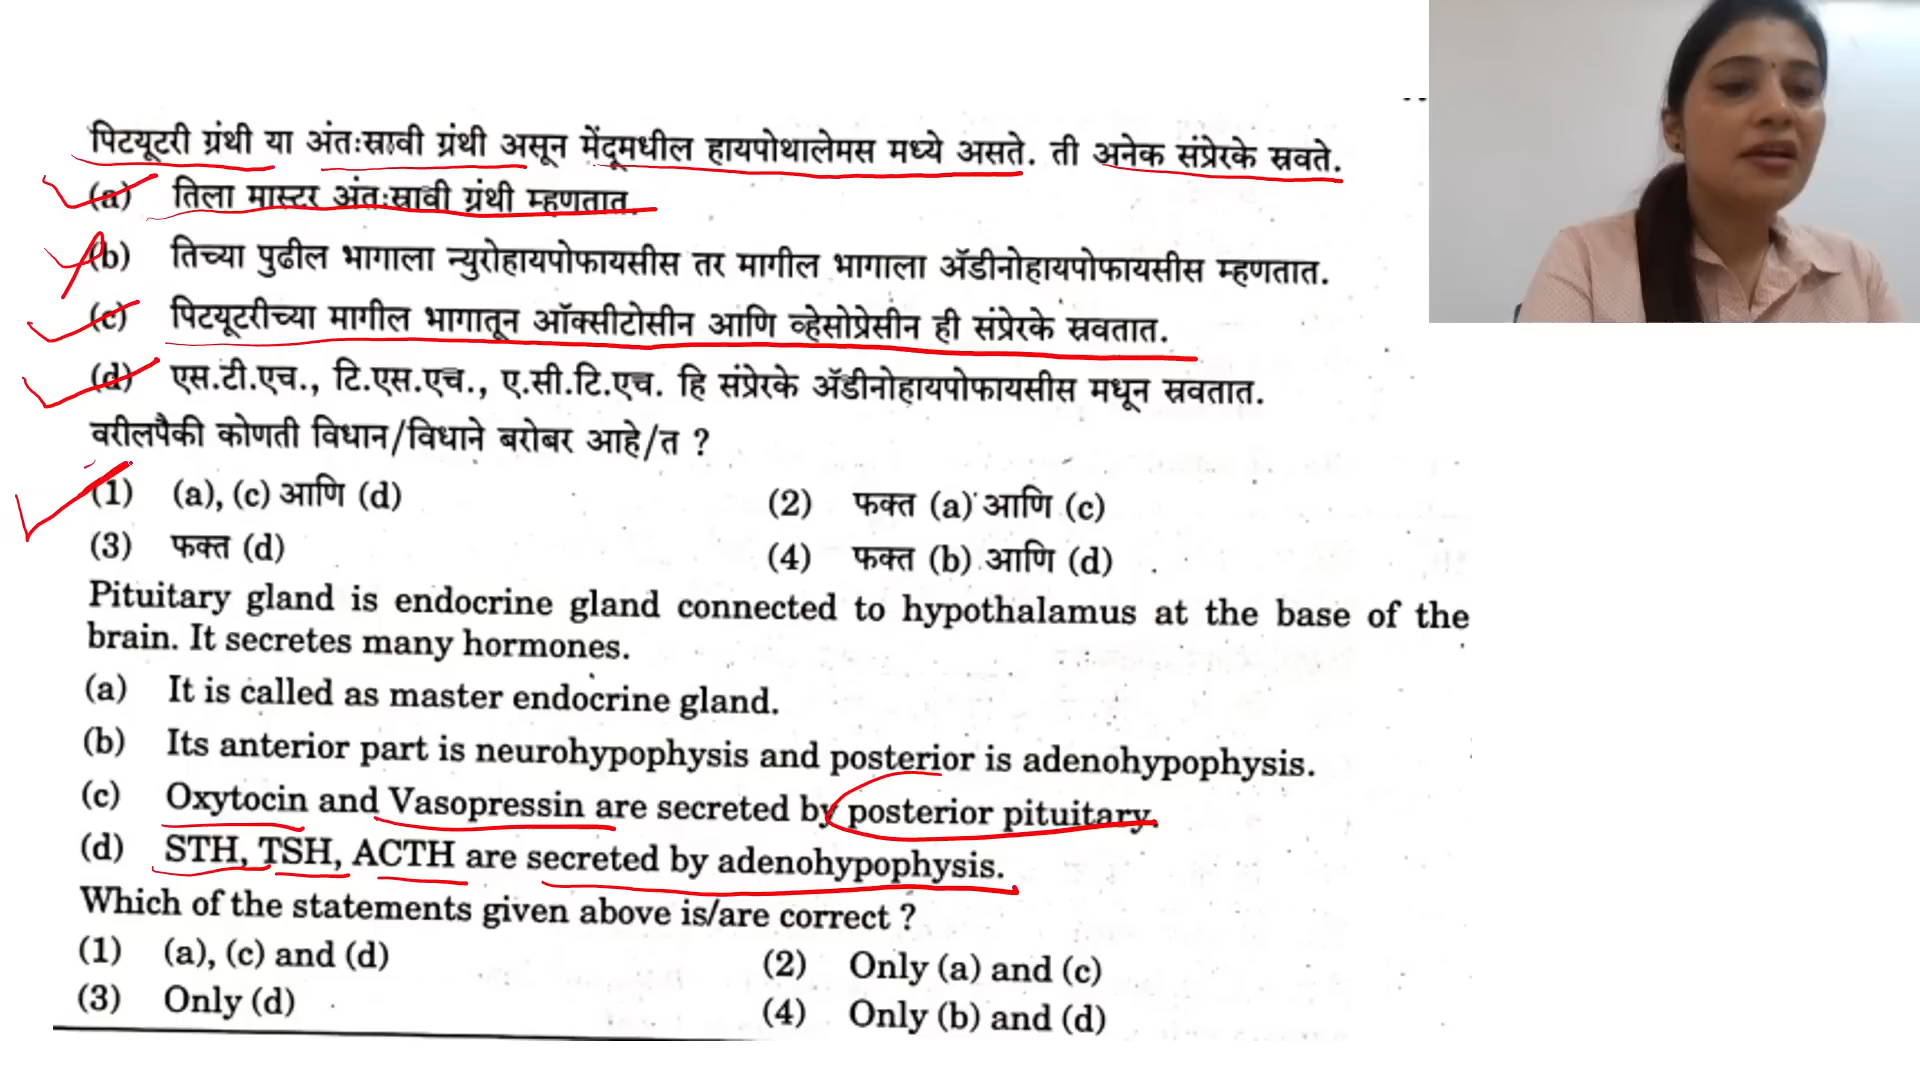 पिटयूटरी ग्रंथी या अंतःस्रावी ग्रंथी असून मेंदूमधील हायपोथालेमस मध्ये असते. ती अनेक संप्रेरके स्रवते.
(a) तिला मास्टर अंतःस्रावी ग्रंथी म्हणतात.
(b) तिच्या पुढील भागाला न्युरोहायपोफायसीस तर मागील भागाला ॲडीनोहायपोफायसीस म्हणतात.
(c) पिटयूटरीच्या मागील भागातून ऑक्सीटोसीन आणि व्हेसोप्रेसीन ही संप्रेरके स्रवतात.
(d) एस.टी.एच., टि.एस.एच., ए.सी.टि.एच. हि संप्रेरके ॲडीनोहायपोफायसीस मधून स्रवतात.
वरीलपैकी कोणती विधान/विधाने बरोबर आहे/त ?
(1) (a), (c) आणि (d) (2) फक्त (a) आणि (c)
(3) फक्त (d) (4) फक्त (b) आणि (d)
Pituitary gland is endocrine gland connected to hypothalamus at the base of the
brain. It secretes many hormones.
(a) It is called as master endocrine gland.
(b) Its anterior part is neurohypophysis and posterior is adenohypophysis.
(c) Oxytocin and Vasopressin are secreted by posterior pituitary.
(d) STH, TSH, ACTH are secreted by adenohypophysis.
Which of the statements given above is/are correct ?
(1) (a), (c) and (d) (2) Only (a) and (c)
(3) Only (d) (4) Only (b) and (d)